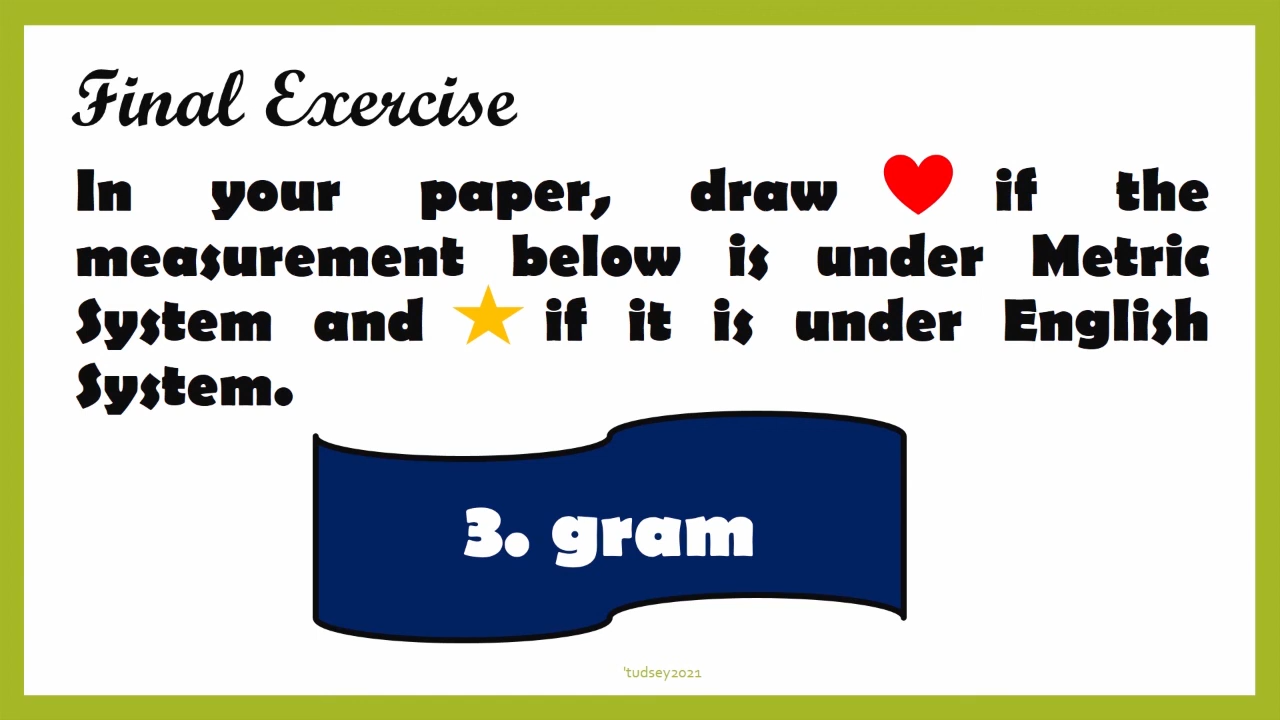 Final Exercise
In your paper, draw if the
measurement below is under Metric
System and if it is under English
System.
3. gram
'tudsey2021